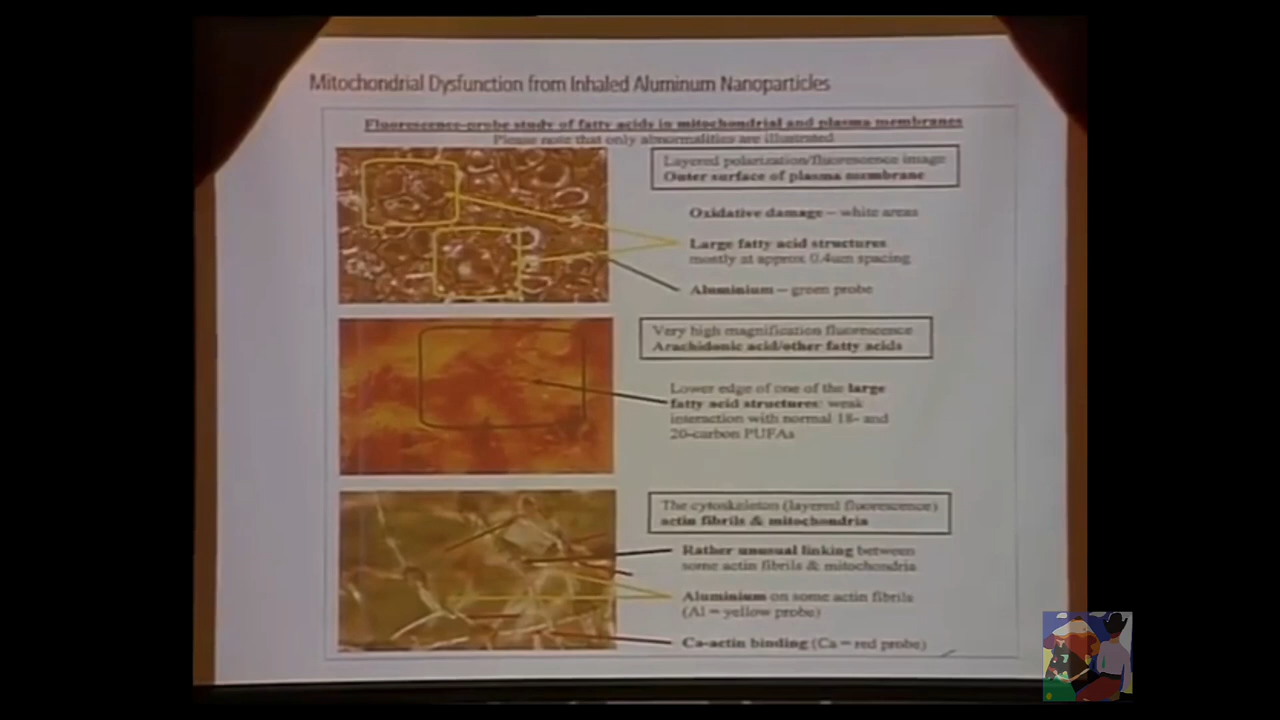 Mitochondrial Dysfunction from Inhaled Aluminum Nanoparticles
Fluorescence-probe study of fatty acids in mitochondrial and plasma membranes
Please note that only abnormalities are illustrated
Layered polarization/fluorescence image
Outer surface of plasma membrane
Oxidative damage – white areas
Large fatty acid structures
mostly at approx 0.4um spacing
Aluminium – green probe
Very high magnification fluorescence
Arachidonic acid/other fatty acids
Lower edge of one of the large
fatty acid structures: weak
interaction with normal 18- and
20-carbon PUFAs
The cytoskeleton (layered fluorescence)
actin fibrils & mitochondria
Rather unusual linking between
some actin fibrils & mitochondria
Aluminium on some actin fibrils
(Al = yellow probe)
Ca-actin binding (Ca = red probe)